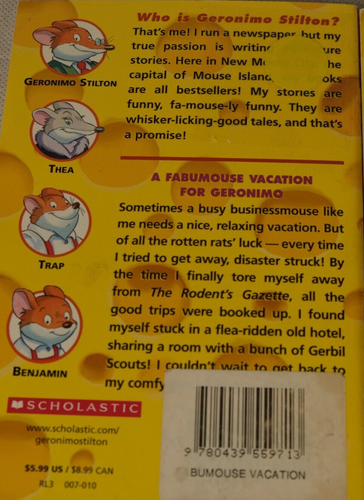 Who is Geronimo Stilton?
That's me! I run a newspaper, but my
true passion is writing
stories. Here in New
capital of Mouse Island,
are all bestsellers! My stories are
funny, fa-mouse-ly funny. They are
whisker-licking-good tales, and that's
a promise!
GERONIMO STILTON
THEA
TRAP
BENJAMIN
A FABUMOUSE VACATION
FOR GERONIMO
Sometimes a busy businessmouse like
me needs a nice, relaxing vacation. But
of all the rotten rats' luck — every time
I tried to get away, disaster struck! By
the time I finally tore myself away
from The Rodent's Gazette, all the
good trips were booked up. I found
myself stuck in a flea-ridden old hotel,
sharing a room with a bunch of Gerbil
Scouts! I couldn't wait to get back to
my comfy
SCHOLASTIC
www.scholastic.com/
geronimostilton
$5.99 US / $8.99 CAN
RL3 007-010
9 780439 559713
BUMOUSE VACATION